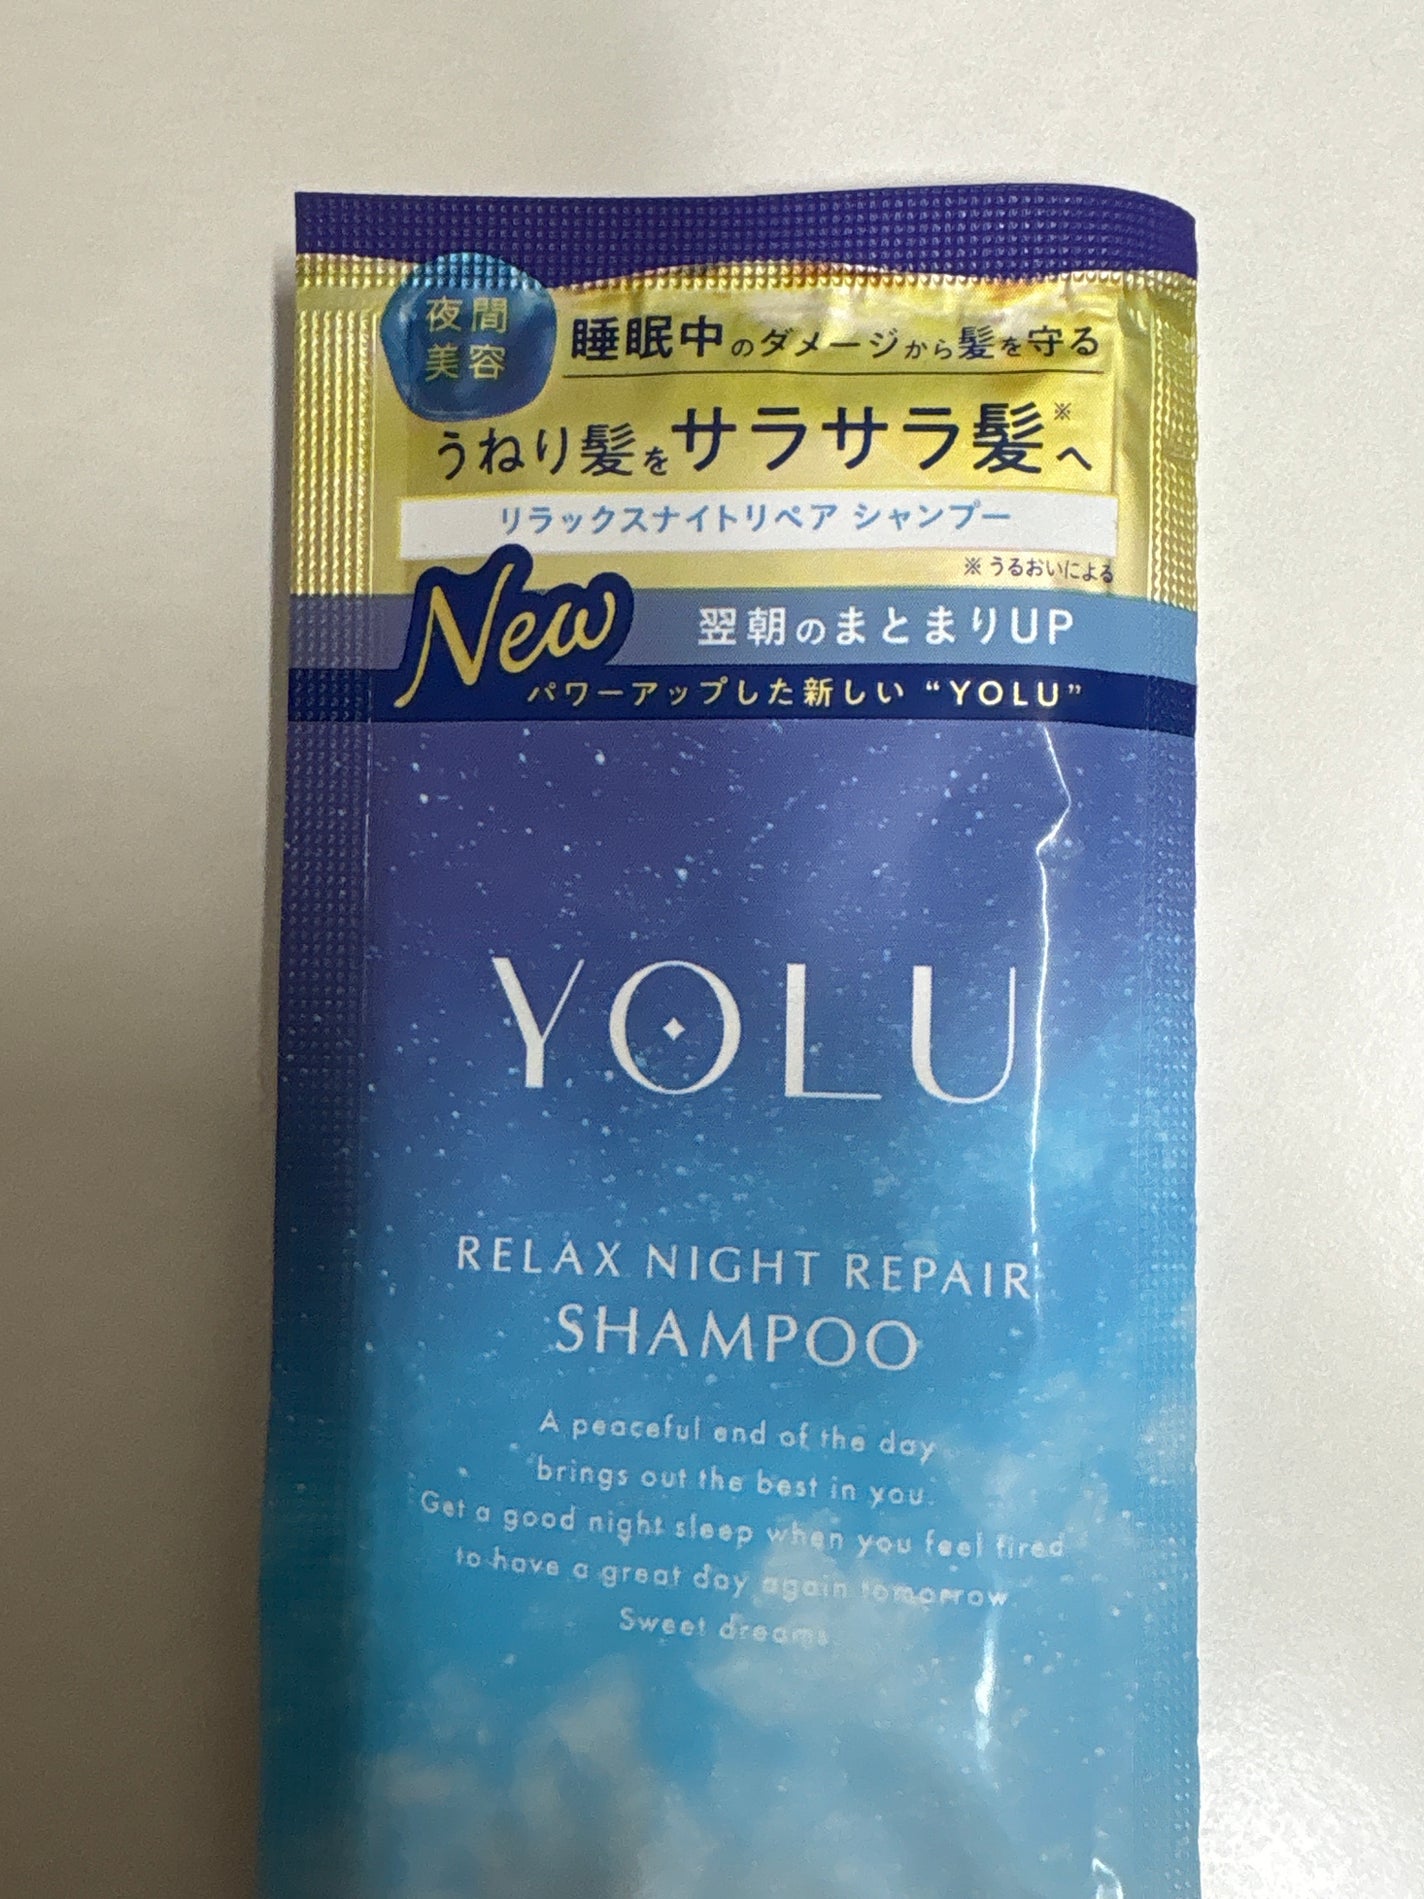 夜間
美容
睡眠中のダメージから髪を守る
うねり髪をサラサラ髪※へ
リラックスナイトリペア シャンプー
※うるおいによる
New
翌朝のまとまりUP
パワーアップした新しい“YOLU”
YOLU
RELAX NIGHT REPAIR
SHAMPOO
A peaceful end of the day
brings out the best in you.
Get a good night sleep when you feel tired
to have a great day again tomorrow
Sweet dreams